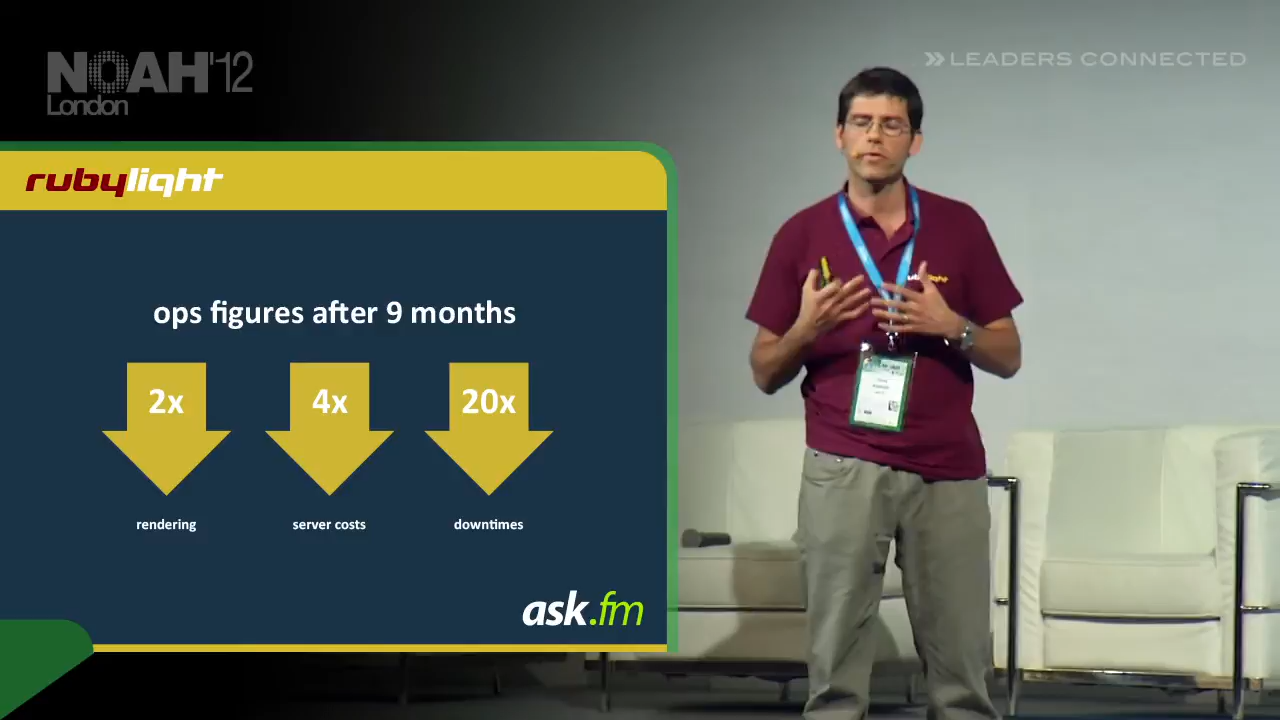 NOAH'12
London
LEADERS CONNECTED
rubylight
ops figures after 9 months
2x
4x
20x
rendering
server costs
downtimes
ask.fm